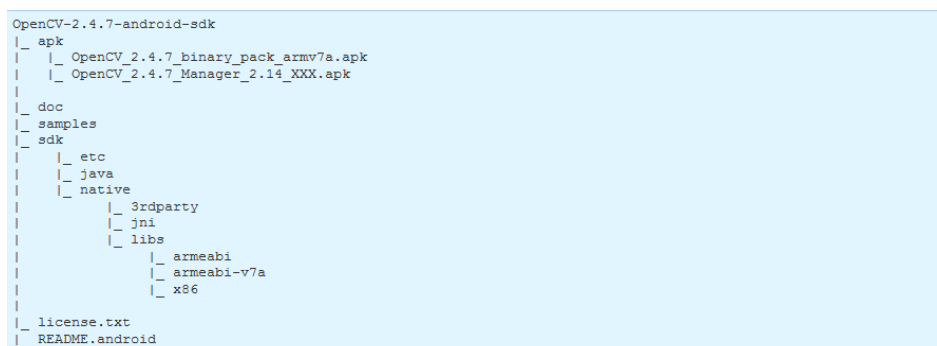 OpenCV-2.4.7-android-sdk
|_ apk
|   |_ OpenCV_2.4.7_binary_pack_armv7a.apk
|   |_ OpenCV_2.4.7_Manager_2.14_XXX.apk
|
|_ doc
|_ samples
|_ sdk
|    |_ etc
|    |_ java
|    |_ native
|          |_ 3rdparty
|          |_ jni
|          |_ libs
|               |_ armeabi
|               |_ armeabi-v7a
|               |_ x86
|
|_ license.txt
|  README.android